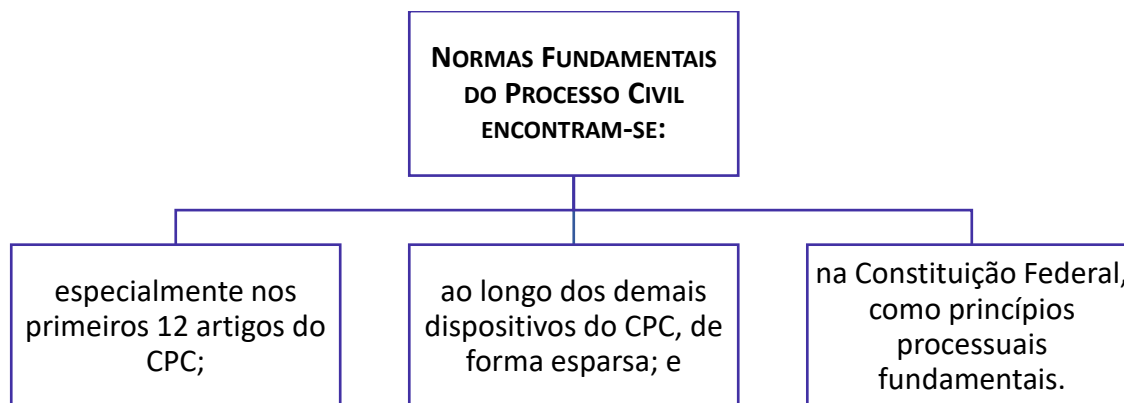 NORMAS FUNDAMENTAIS
DO PROCESSO CIVIL
ENCONTRAM-SE:
especialmente nos
primeiros 12 artigos do
CPC;
ao longo dos demais
dispositivos do CPC, de
forma esparsa; e
na Constituição Federal,
como princípios
processuais
fundamentais.